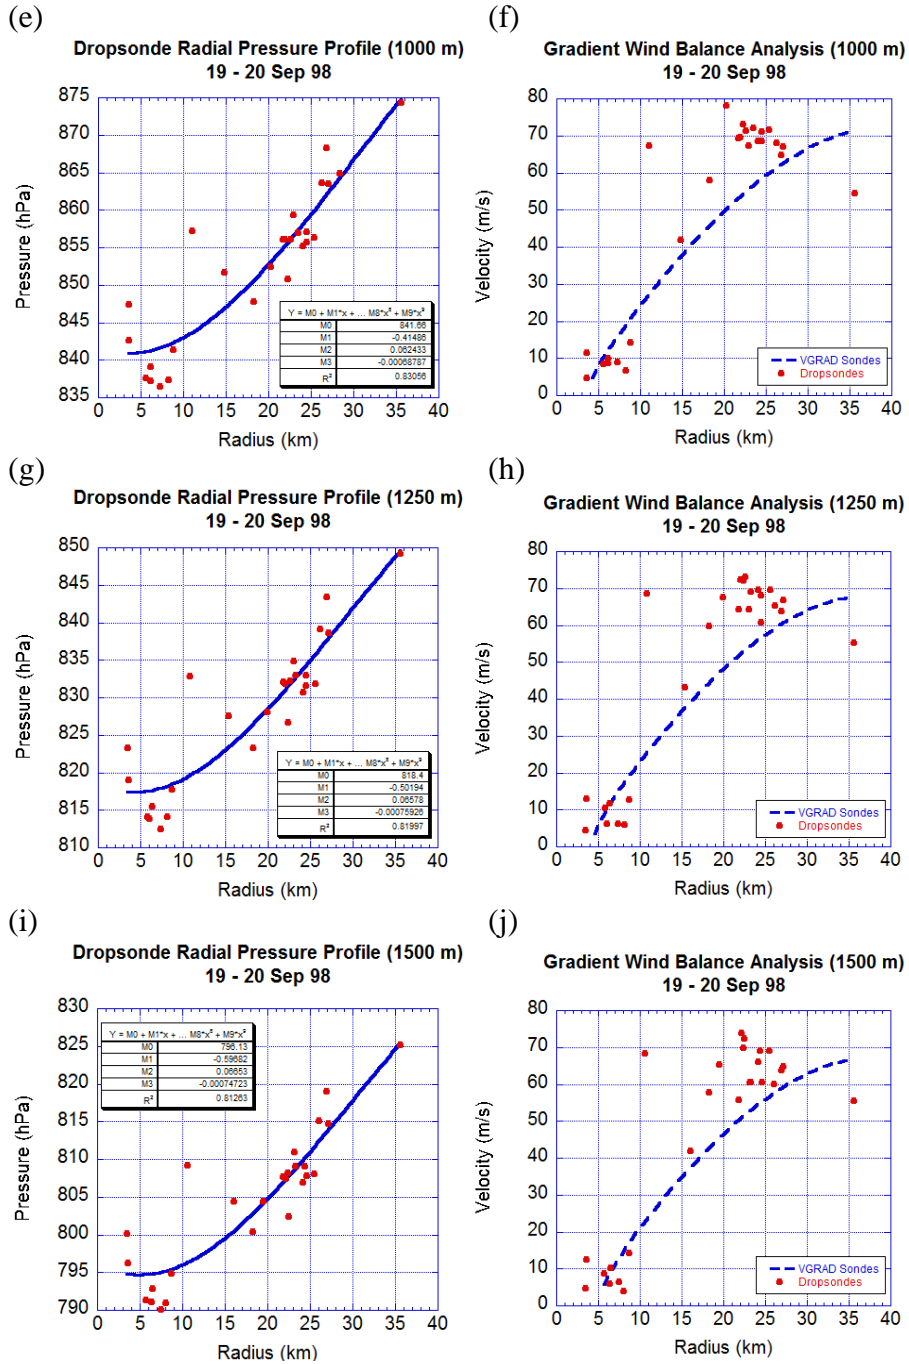 (e)
Dropsonde Radial Pressure Profile (1000 m)
19 - 20 Sep 98
875
870
865
860
855
850
845
840
835
Pressure (hPa)
Y = M0 + M1*x + ... M8*x⁸ + M9*x⁹
M0 841.66
M1 -0.41486
M2 0.062433
M3 -0.00068787
R² 0.83056
0 5 10 15 20 25 30 35 40
Radius (km)
(f)
Gradient Wind Balance Analysis (1000 m)
19 - 20 Sep 98
80
70
60
50
40
30
20
10
0
Velocity (m/s)
VGRAD Sondes
Dropsondes
0 5 10 15 20 25 30 35 40
Radius (km)
(g)
Dropsonde Radial Pressure Profile (1250 m)
19 - 20 Sep 98
850
845
840
835
830
825
820
815
810
Pressure (hPa)
Y = M0 + M1*x + ... M8*x⁸ + M9*x⁹
M0 818.4
M1 -0.50194
M2 0.06578
M3 -0.00075926
R² 0.81997
0 5 10 15 20 25 30 35 40
Radius (km)
(h)
Gradient Wind Balance Analysis (1250 m)
19 - 20 Sep 98
80
70
60
50
40
30
20
10
0
Velocity (m/s)
VGRAD Sondes
Dropsondes
0 5 10 15 20 25 30 35 40
Radius (km)
(i)
Dropsonde Radial Pressure Profile (1500 m)
19 - 20 Sep 98
830
825
820
815
810
805
800
795
790
Pressure (hPa)
Y = M0 + M1*x + ... M8*x⁸ + M9*x⁹
M0 796.13
M1 -0.59682
M2 0.06653
M3 -0.00074723
R² 0.81263
0 5 10 15 20 25 30 35 40
Radius (km)
(j)
Gradient Wind Balance Analysis (1500 m)
19 - 20 Sep 98
80
70
60
50
40
30
20
10
0
Velocity (m/s)
VGRAD Sondes
Dropsondes
0 5 10 15 20 25 30 35 40
Radius (km)